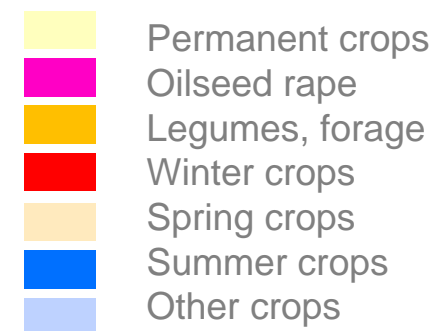 Permanent crops
Oilseed rape
Legumes, forage
Winter crops
Spring crops
Summer crops
Other crops